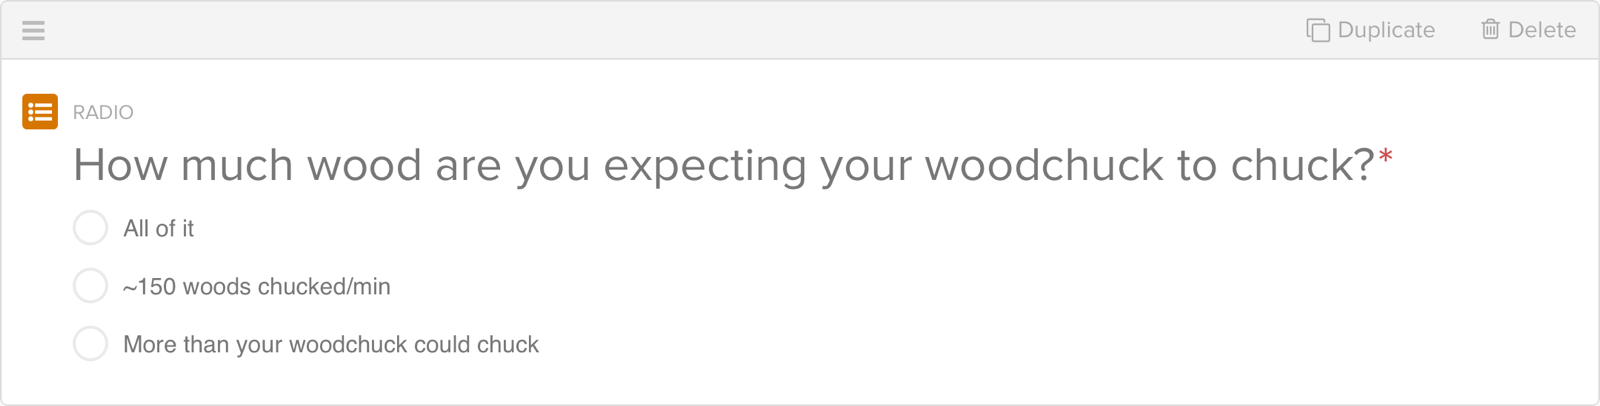 Duplicate Delete
RADIO
How much wood are you expecting your woodchuck to chuck?*
All of it
~150 woods chucked/min
More than your woodchuck could chuck